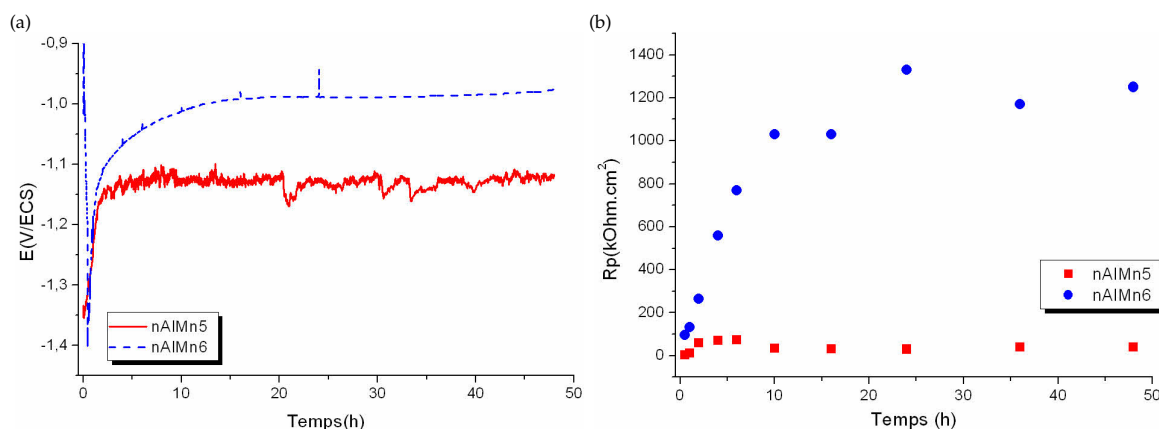 (a)
-0,9
-1,0
-1,1
-1,2
-1,3
-1,4
E(V/ECS)
nAlMn5
nAlMn6
0
10
20
30
40
50
Temps(h)
(b)
1400
1200
1000
800
600
400
200
0
Rp(kOhm.cm²)
nAlMn5
nAlMn6
0
10
20
30
40
50
Temps (h)